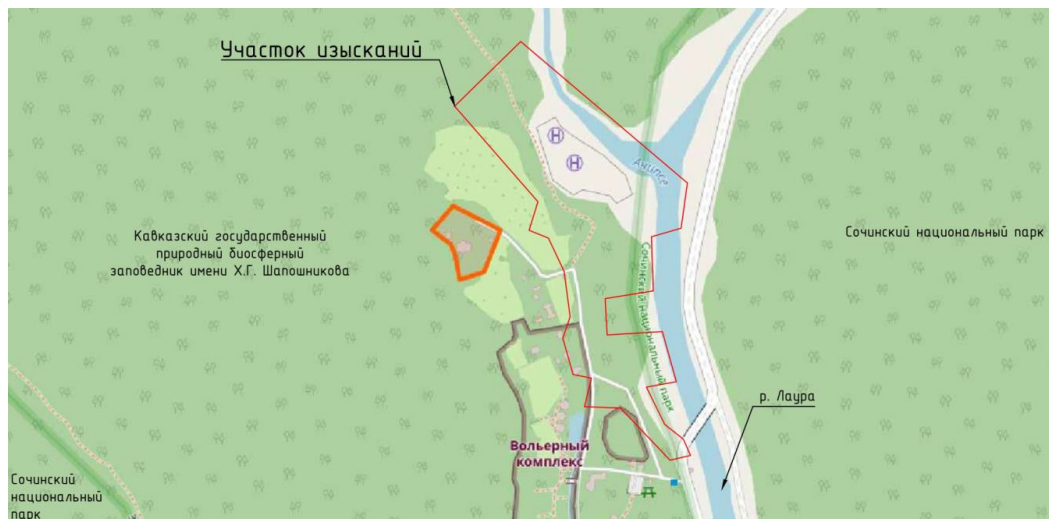 Участок изысканий
H
H
Ачипсе
Кавказский государственный
природный биосферный
заповедник имени Х.Г. Шапошникова
Сочинский национальный парк
Сочинский национальный парк
р. Лаура
Вольерный
комплекс
Сочинский
национальный
парк